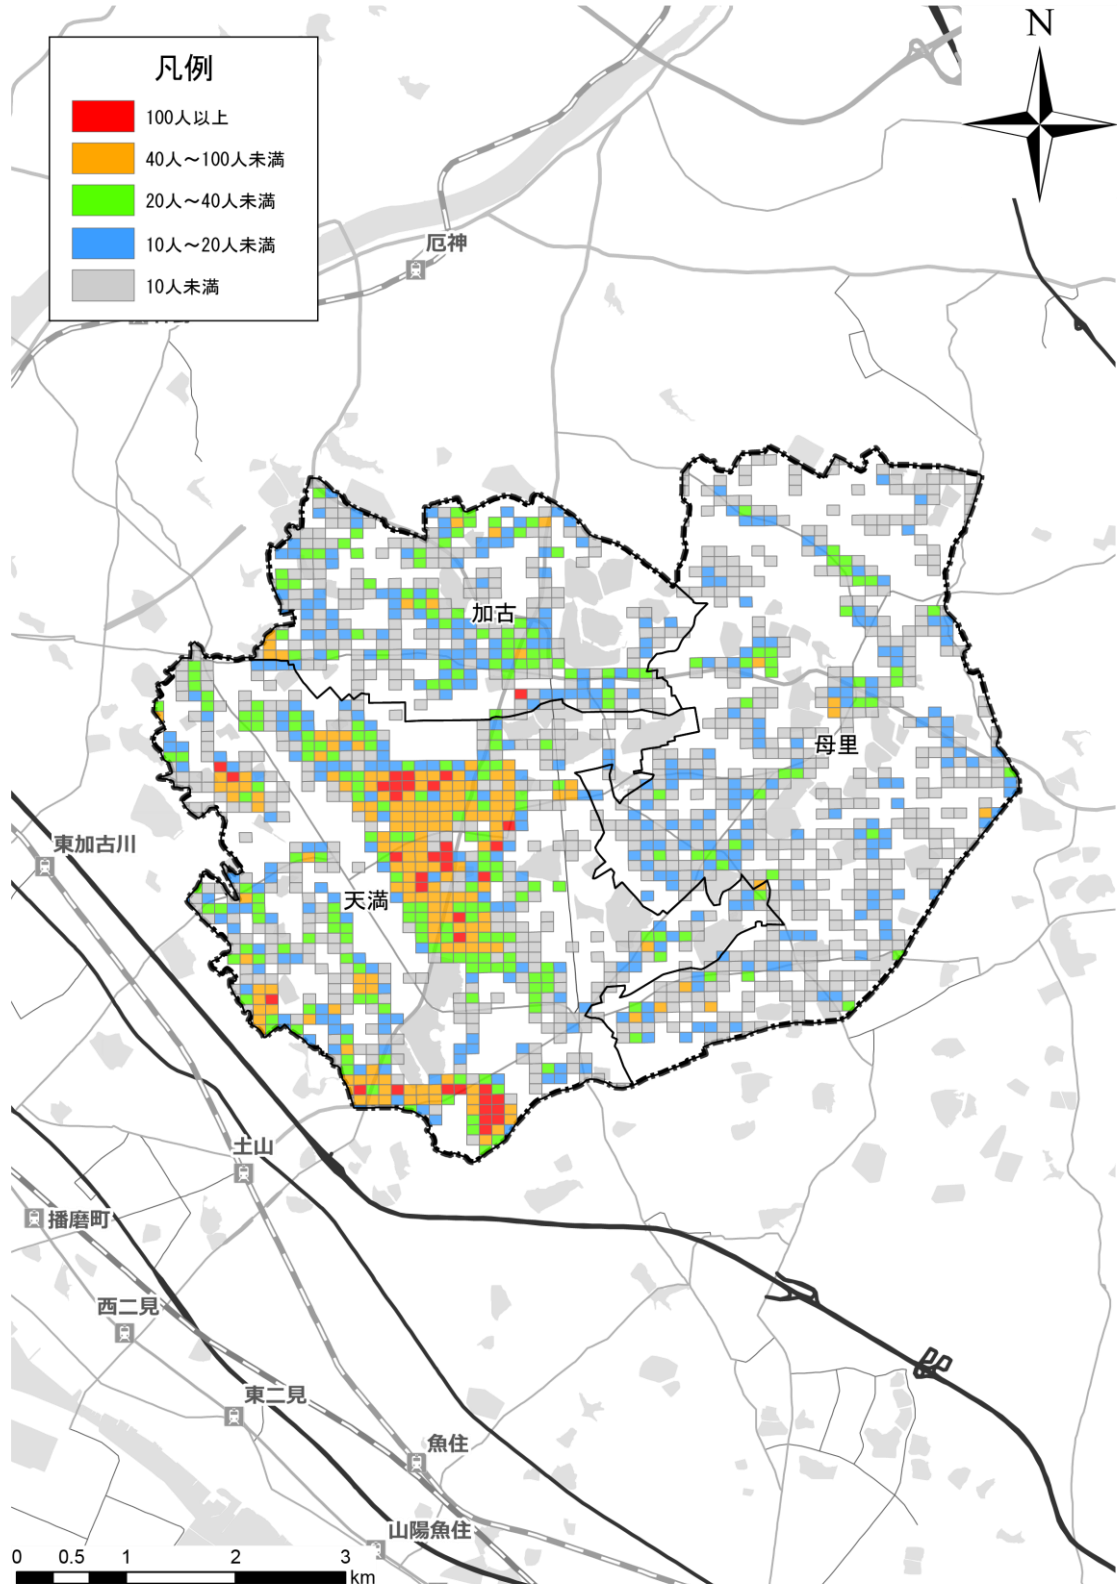 凡例
100人以上
40人～100人未満
20人～40人未満
10人～20人未満
10人未満
N
厄神
加古
母里
天満
東加古川
土山
播磨町
西二見
東二見
魚住
山陽魚住
0 0.5 1 2 3
km